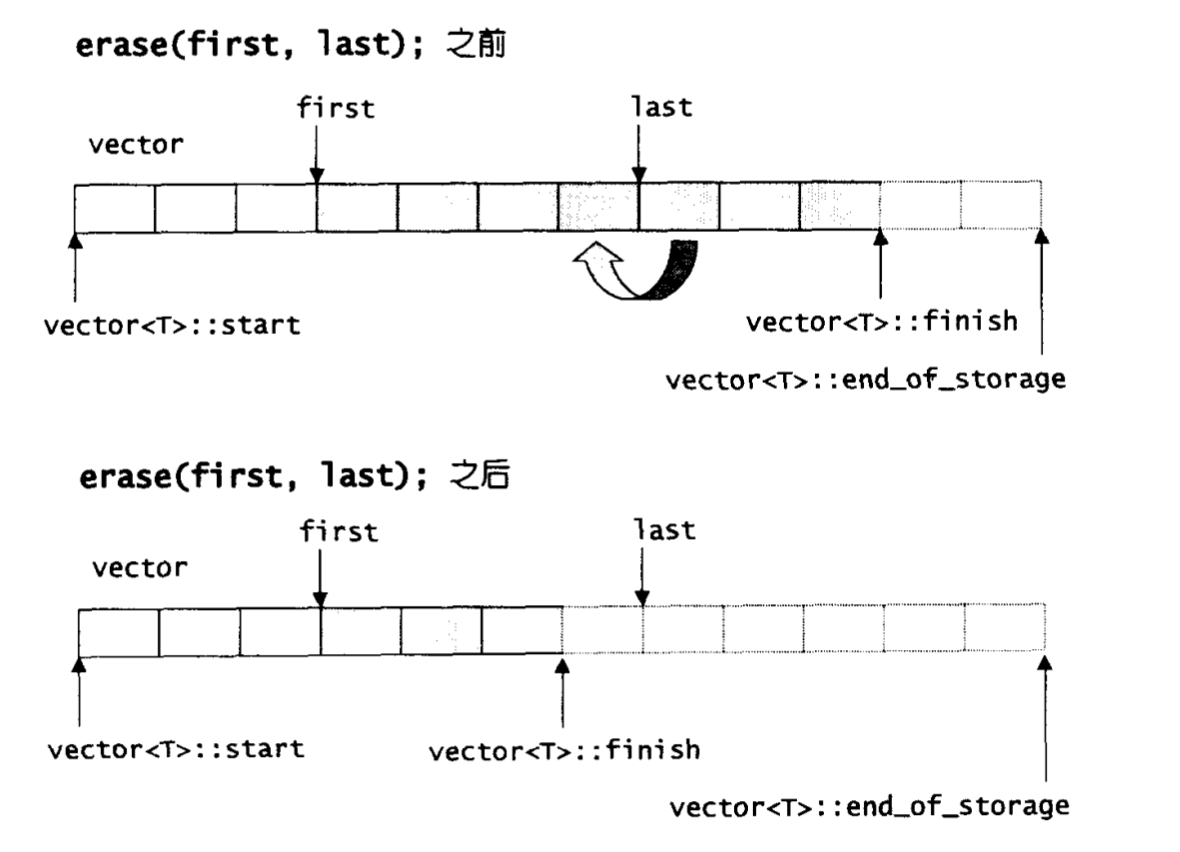 erase(first, last); 之前
first
last
vector
vector<T>::start
vector<T>::finish
vector<T>::end_of_storage
erase(first, last); 之后
first
last
vector
vector<T>::start
vector<T>::finish
vector<T>::end_of_storage